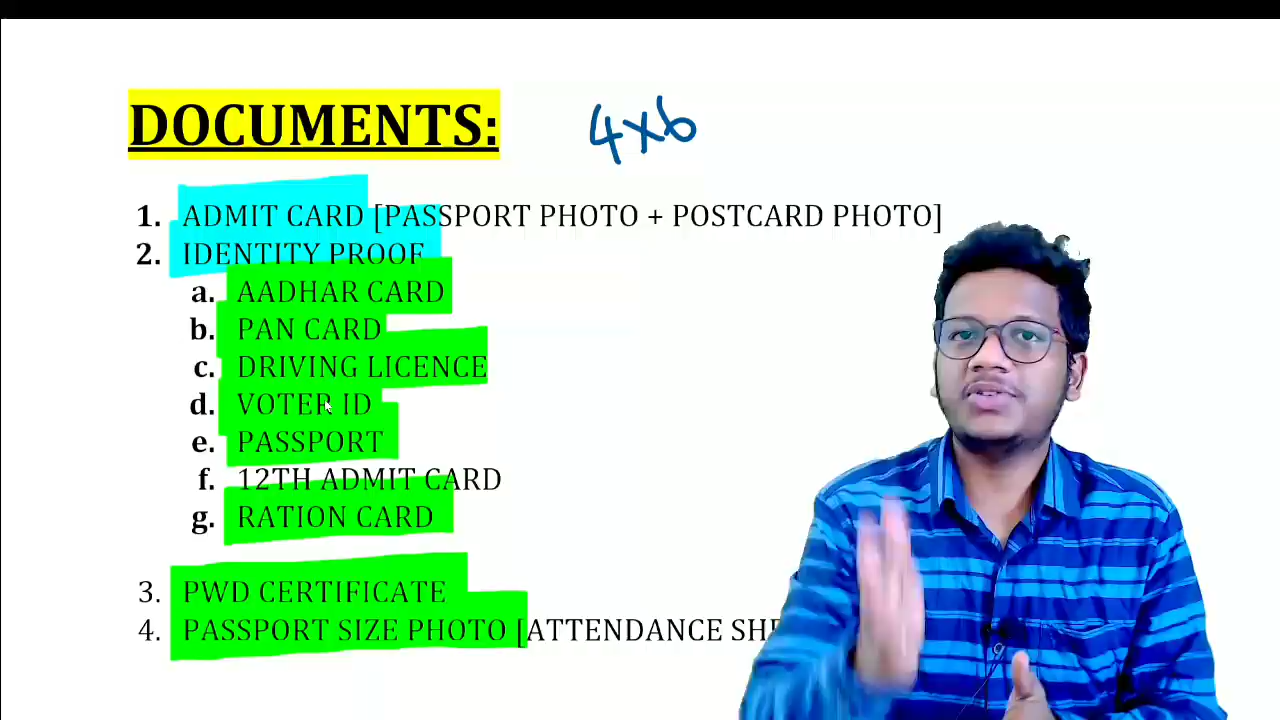 DOCUMENTS: 4x6
1. ADMIT CARD [PASSPORT PHOTO + POSTCARD PHOTO]
2. IDENTITY PROOF
a. AADHAR CARD
b. PAN CARD
c. DRIVING LICENCE
d. VOTER ID
e. PASSPORT
f. 12TH ADMIT CARD
g. RATION CARD
3. PWD CERTIFICATE
4. PASSPORT SIZE PHOTO [ATTENDANCE